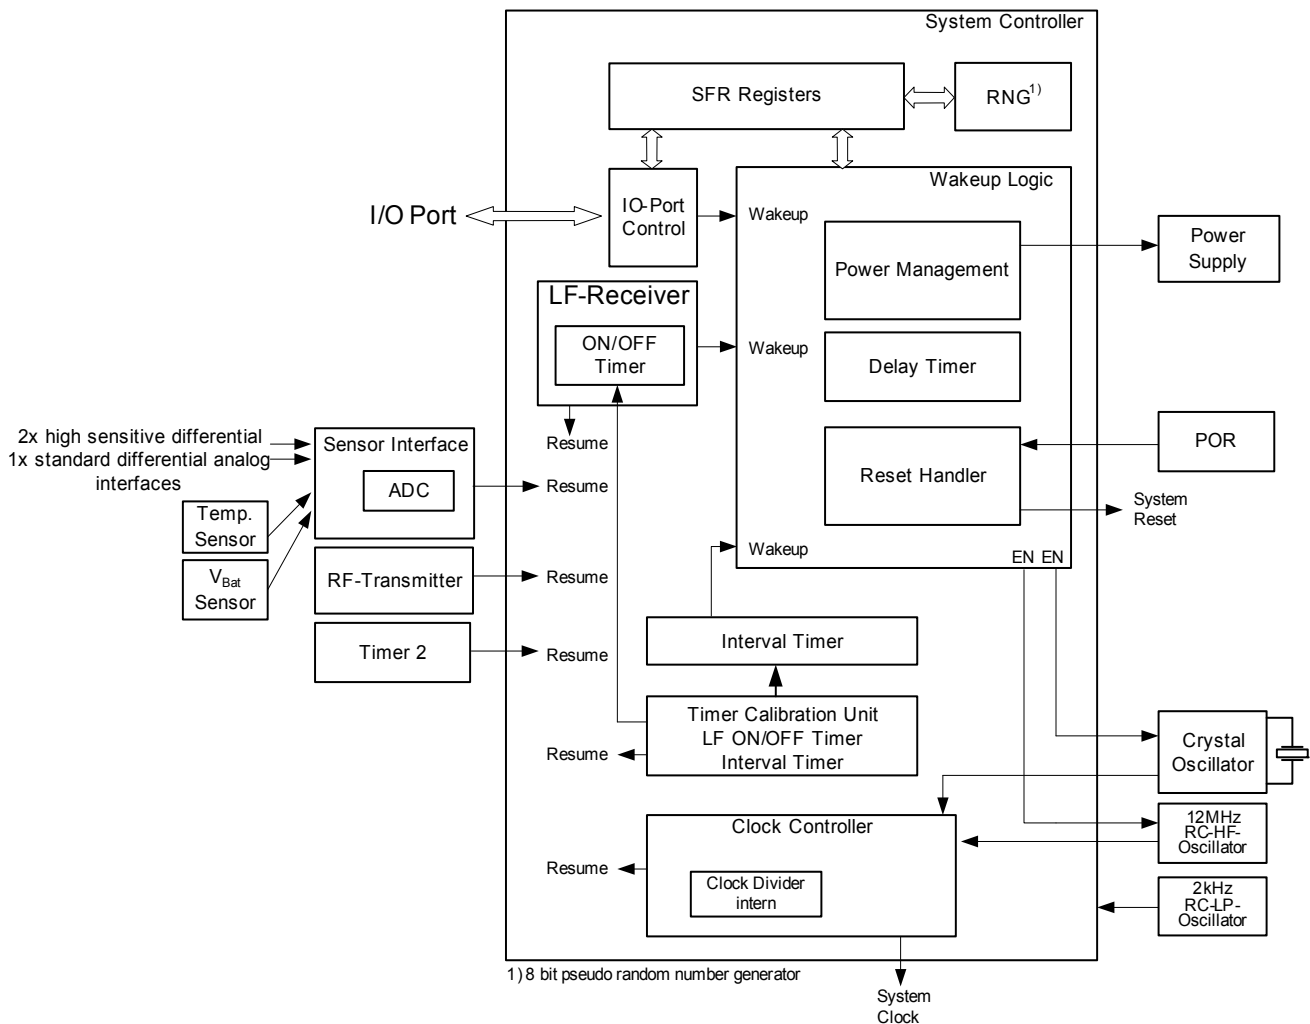 System Controller
SFR Registers
RNG1)
I/O Port
IO-Port
Control
Wakeup Logic
Wakeup
Power Management
Power
Supply
LF-Receiver
ON/OFF
Timer
Wakeup
Delay Timer
2x high sensitive differential
1x standard differential analog
interfaces
Sensor Interface
ADC
Resume
Resume
Reset Handler
POR
System
Reset
Temp.
Sensor
VBat
Sensor
RF-Transmitter
Resume
Wakeup
EN EN
Timer 2
Resume
Interval Timer
Timer Calibration Unit
LF ON/OFF Timer
Interval Timer
Resume
Crystal
Oscillator
Clock Controller
Clock Divider
intern
Resume
12MHz
RC-HF-
Oscillator
2kHz
RC-LP-
Oscillator
1) 8 bit pseudo random number generator
System
Clock